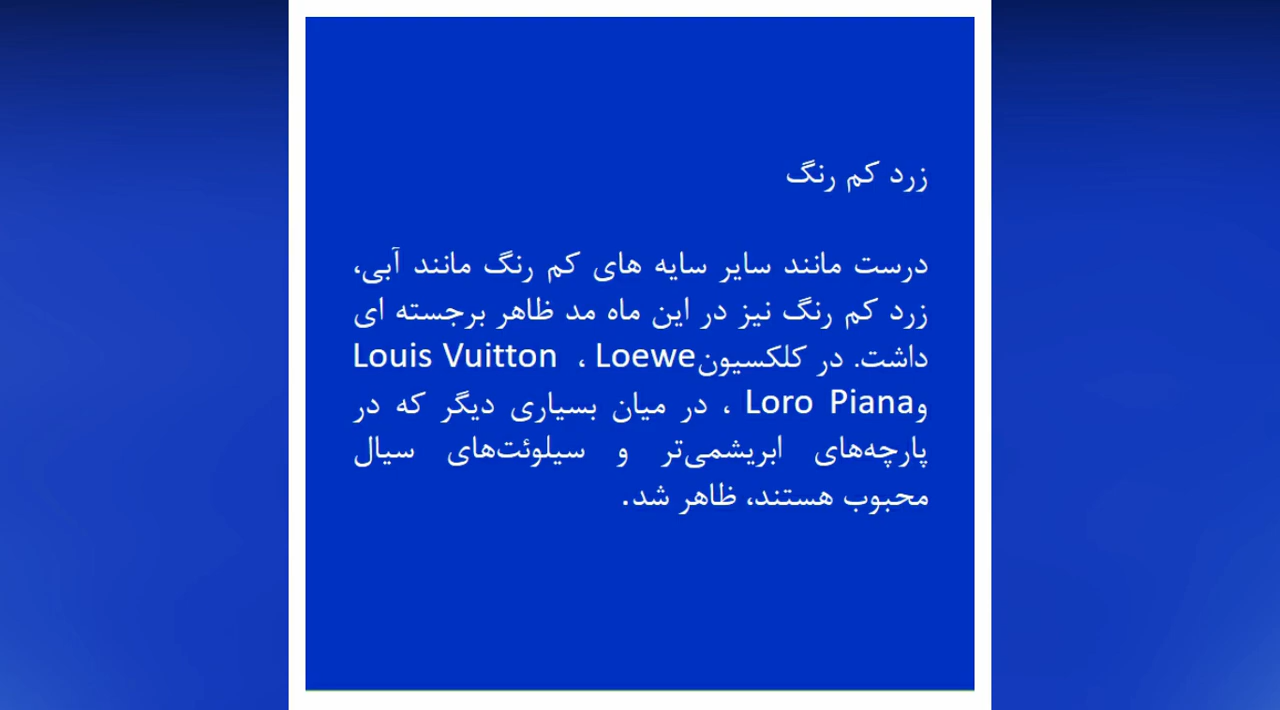 زرد کم رنگ
درست مانند سایر سایه های کم رنگ مانند آبی،
زرد کم رنگ نیز در این ماه مد ظاهر برجسته ای
داشت. در کلکسیونLouis Vuitton ، Loewe
وLoro Piana ، در میان بسیاری دیگر که در
پارچه‌های ابریشمی‌تر و سیلوئت‌های سیال
محبوب هستند، ظاهر شد.